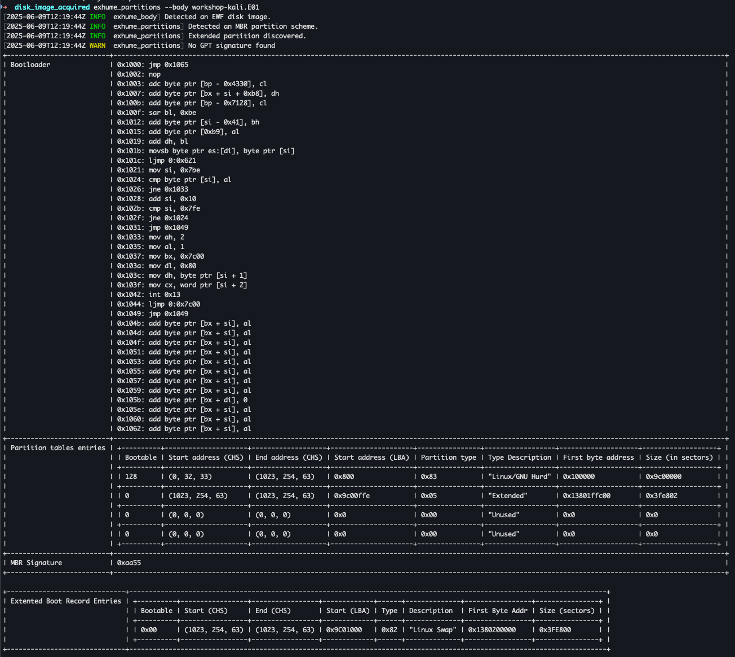 disk_image_acquired exhume_partitions --body workshop-kali.E01
[2025-06-09T12:19:44Z INFO exhume_body] Detected an EWF disk image.
[2025-06-09T12:19:44Z INFO exhume_partitions] Detected an MBR partition scheme.
[2025-06-09T12:19:44Z INFO exhume_partitions] Extended partition discovered.
[2025-06-09T12:19:44Z WARN exhume_partitions] No GPT signature found
Bootloader | 0x1000: jmp 0x1065
0x1002: nop
0x1003: adc byte ptr [bp - 0x4330], cl
0x1007: add byte ptr [bx + si + 0xb8], dh
0x100b: add byte ptr [bp - 0x7128], cl
0x100f: sar bl, 0xbe
0x1012: add byte ptr [si - 0x41], bh
0x1015: add byte ptr [0xb9], al
0x1019: add dh, bl
0x101b: movsb byte ptr es:[di], byte ptr [si]
0x101c: ljmp 0:0x621
0x1021: mov si, 0x7be
0x1024: cmp byte ptr [si], al
0x1026: jne 0x1033
0x1028: add si, 0x10
0x102b: cmp si, 0x7fe
0x102f: jne 0x1024
0x1031: jmp 0x1049
0x1033: mov ah, 2
0x1035: mov al, 1
0x1037: mov bx, 0x7c00
0x103a: mov dl, 0x80
0x103c: mov dh, byte ptr [si + 1]
0x103f: mov cx, word ptr [si + 2]
0x1042: int 0x13
0x1044: ljmp 0:0x7c00
0x1049: jmp 0x1049
0x104b: add byte ptr [bx + si], al
0x104d: add byte ptr [bx + si], al
0x104f: add byte ptr [bx + si], al
0x1051: add byte ptr [bx + si], al
0x1053: add byte ptr [bx + si], al
0x1055: add byte ptr [bx + si], al
0x1057: add byte ptr [bx + si], al
0x1059: add byte ptr [bx + si], al
0x105b: add byte ptr [bx + di], 0
0x105e: add byte ptr [bx + si], al
0x1060: add byte ptr [bx + si], al
0x1062: add byte ptr [bx + si], al
Partition tables entries
Bootable | Start address (CHS) | End address (CHS) | Start address (LBA) | Partition type | Type Description | First byte address | Size (in sectors)
128 | (0, 32, 33) | (1023, 254, 63) | 0x800 | 0x83 | "Linux/GNU Hurd" | 0x100000 | 0x9c00000
0 | (1023, 254, 63) | (1023, 254, 63) | 0x9c00ffe | 0x05 | "Extended" | 0x13801ffc00 | 0x3fe802
0 | (0, 0, 0) | (0, 0, 0) | 0x0 | 0x00 | "Unused" | 0x0 | 0x0
0 | (0, 0, 0) | (0, 0, 0) | 0x0 | 0x00 | "Unused" | 0x0 | 0x0
MBR Signature | 0xaa55
Extented Boot Record Entries
Bootable | Start (CHS) | End (CHS) | Start (LBA) | Type | Description | First Byte Addr | Size (sectors)
0x00 | (1023, 254, 63) | (1023, 254, 63) | 0x9C01000 | 0x82 | "Linux Swap" | 0x1380200000 | 0x3FE800